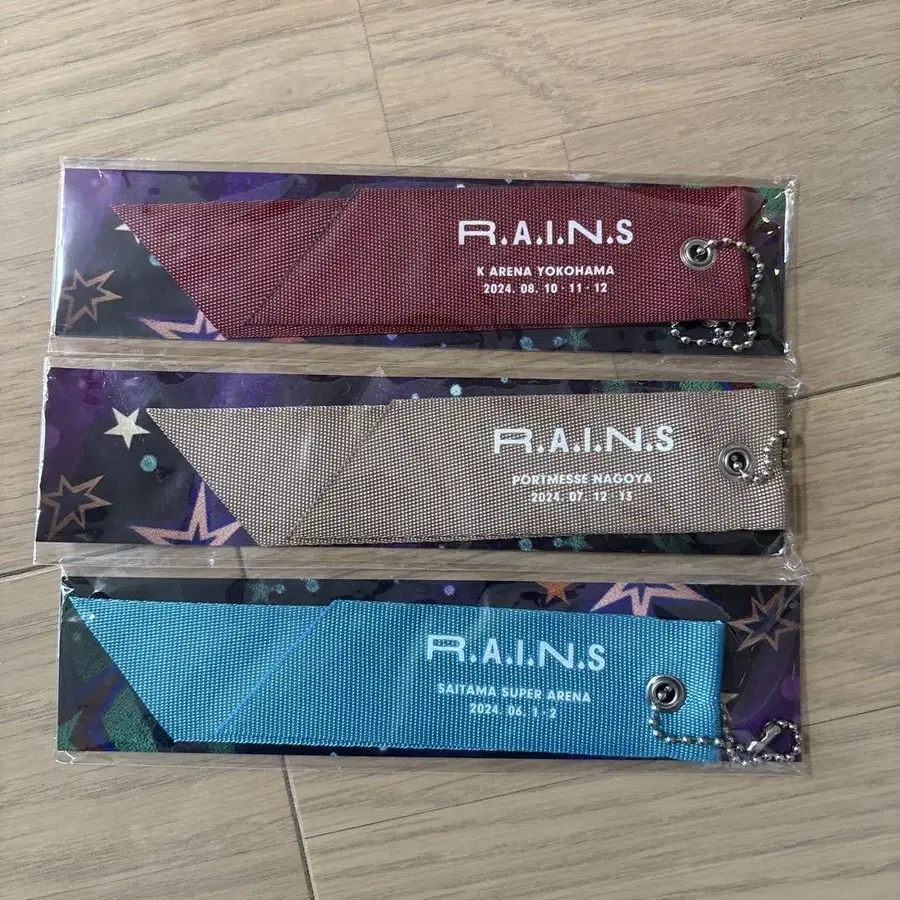 R.A.I.N.S
K ARENA YOKOHAMA
2024. 08. 10 · 11 · 12
R.A.I.N.S
PORTMESSE NAGOYA
2024. 07. 12 13
R.A.I.N.S
SAITAMA SUPER ARENA
2024. 06. 1 · 2